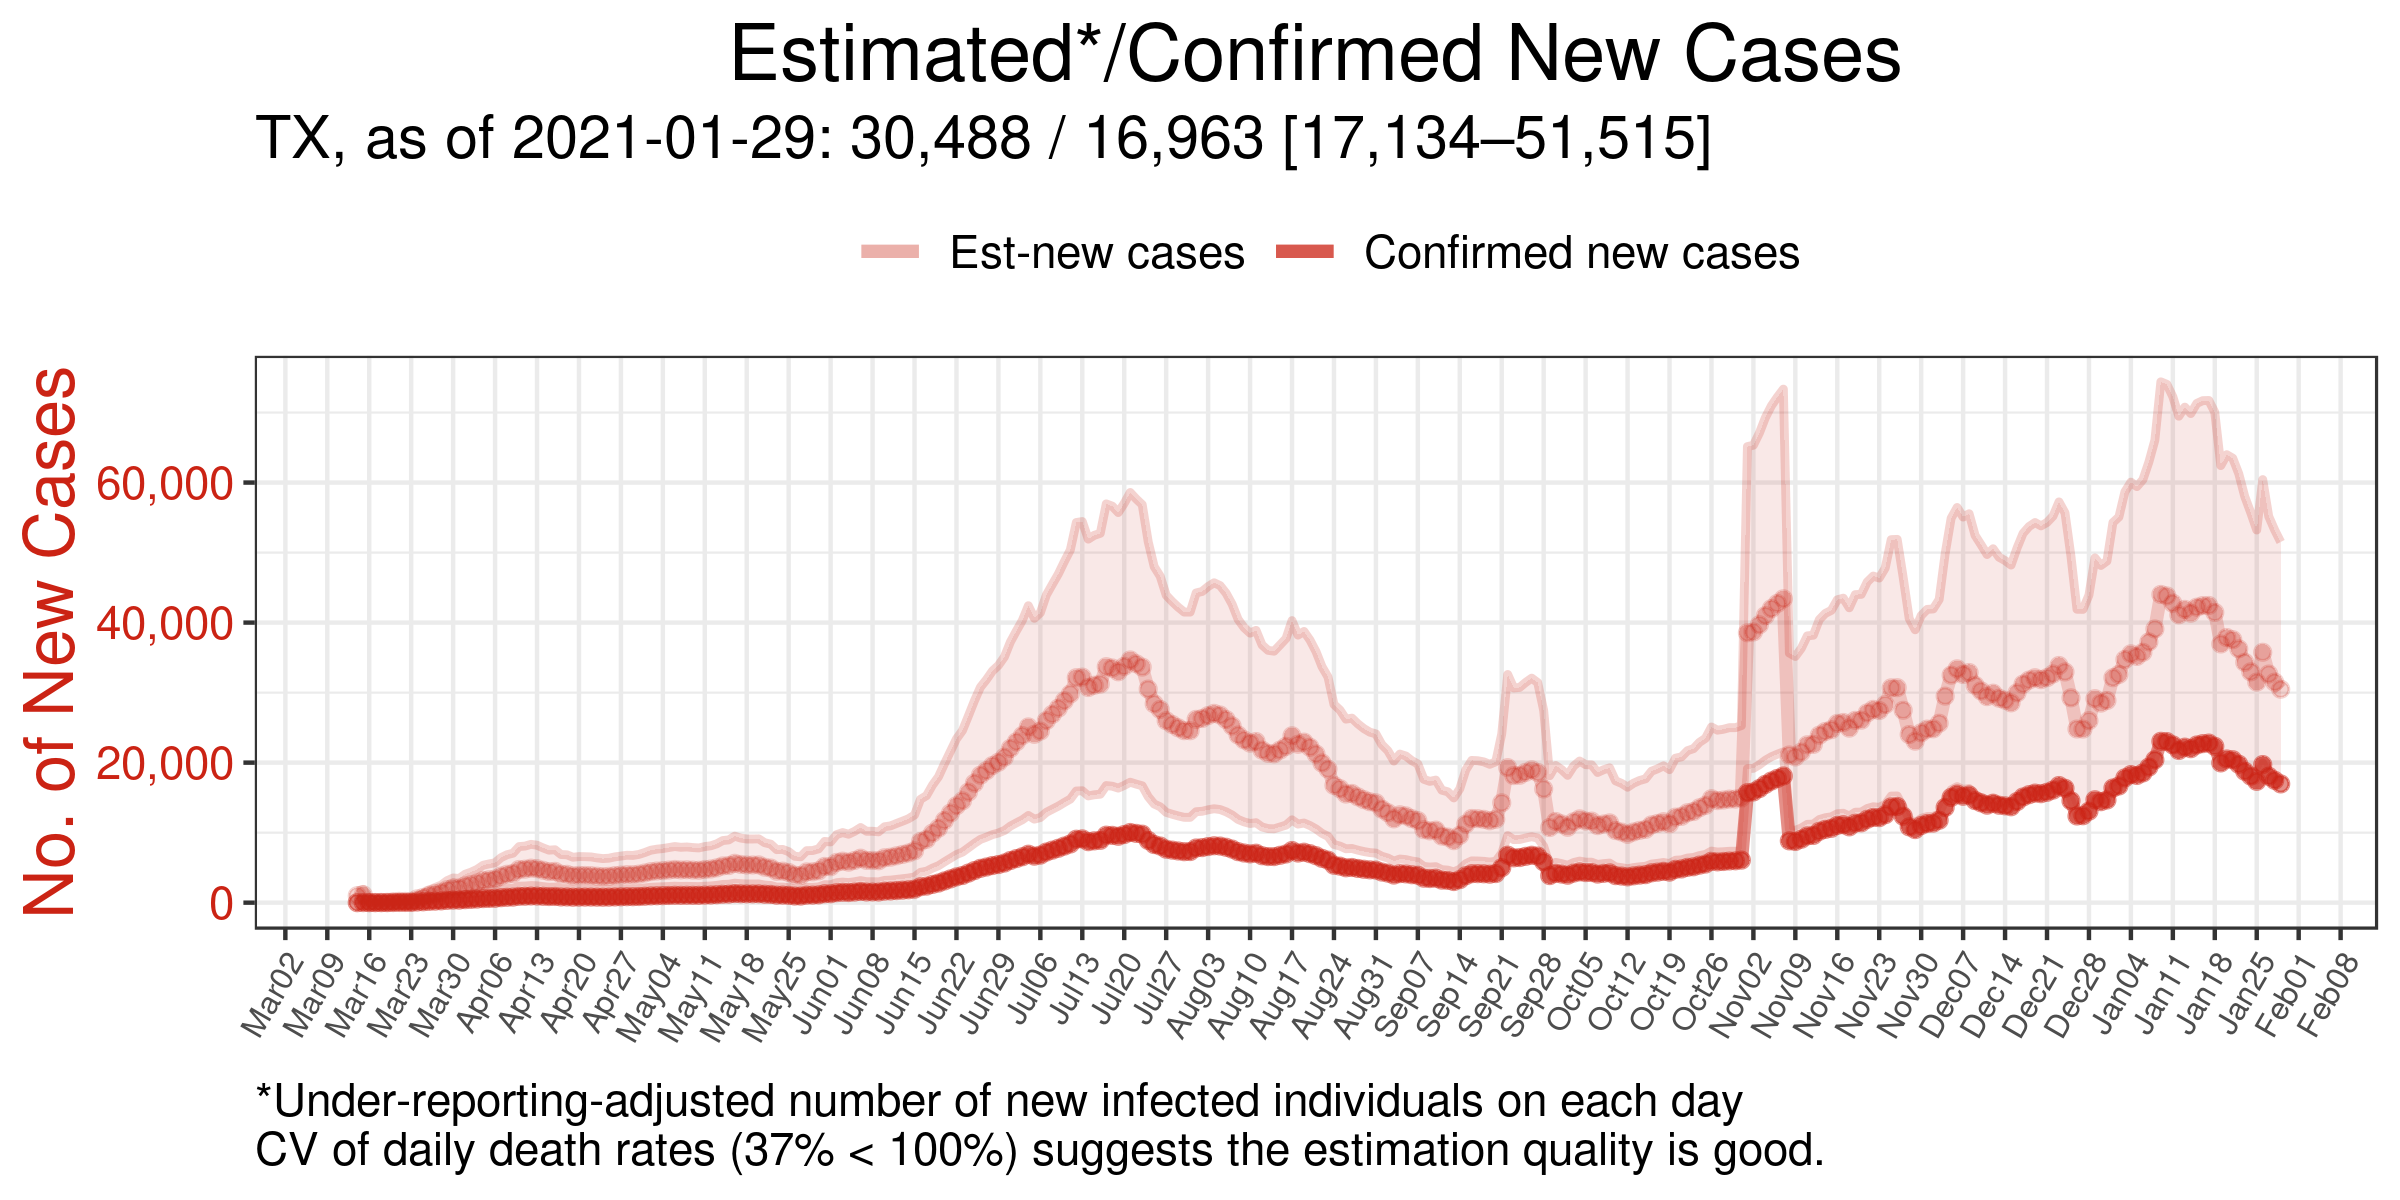 Estimated*/Confirmed New Cases
TX, as of 2021-01-29: 30,488 / 16,963 [17,134–51,515]
Est-new cases Confirmed new cases
No. of New Cases
60,000
40,000
20,000
0
Mar02 Mar09 Mar16 Mar23 Mar30 Apr06 Apr13 Apr20 Apr27 May04 May11 May18 May25 Jun01 Jun08 Jun15 Jun22 Jun29 Jul06 Jul13 Jul20 Jul27 Aug03 Aug10 Aug17 Aug24 Aug31 Sep07 Sep14 Sep21 Sep28 Oct05 Oct12 Oct19 Oct26 Nov02 Nov09 Nov16 Nov23 Nov30 Dec07 Dec14 Dec21 Dec28 Jan04 Jan11 Jan18 Jan25 Feb01 Feb08
*Under-reporting-adjusted number of new infected individuals on each day
CV of daily death rates (37% < 100%) suggests the estimation quality is good.